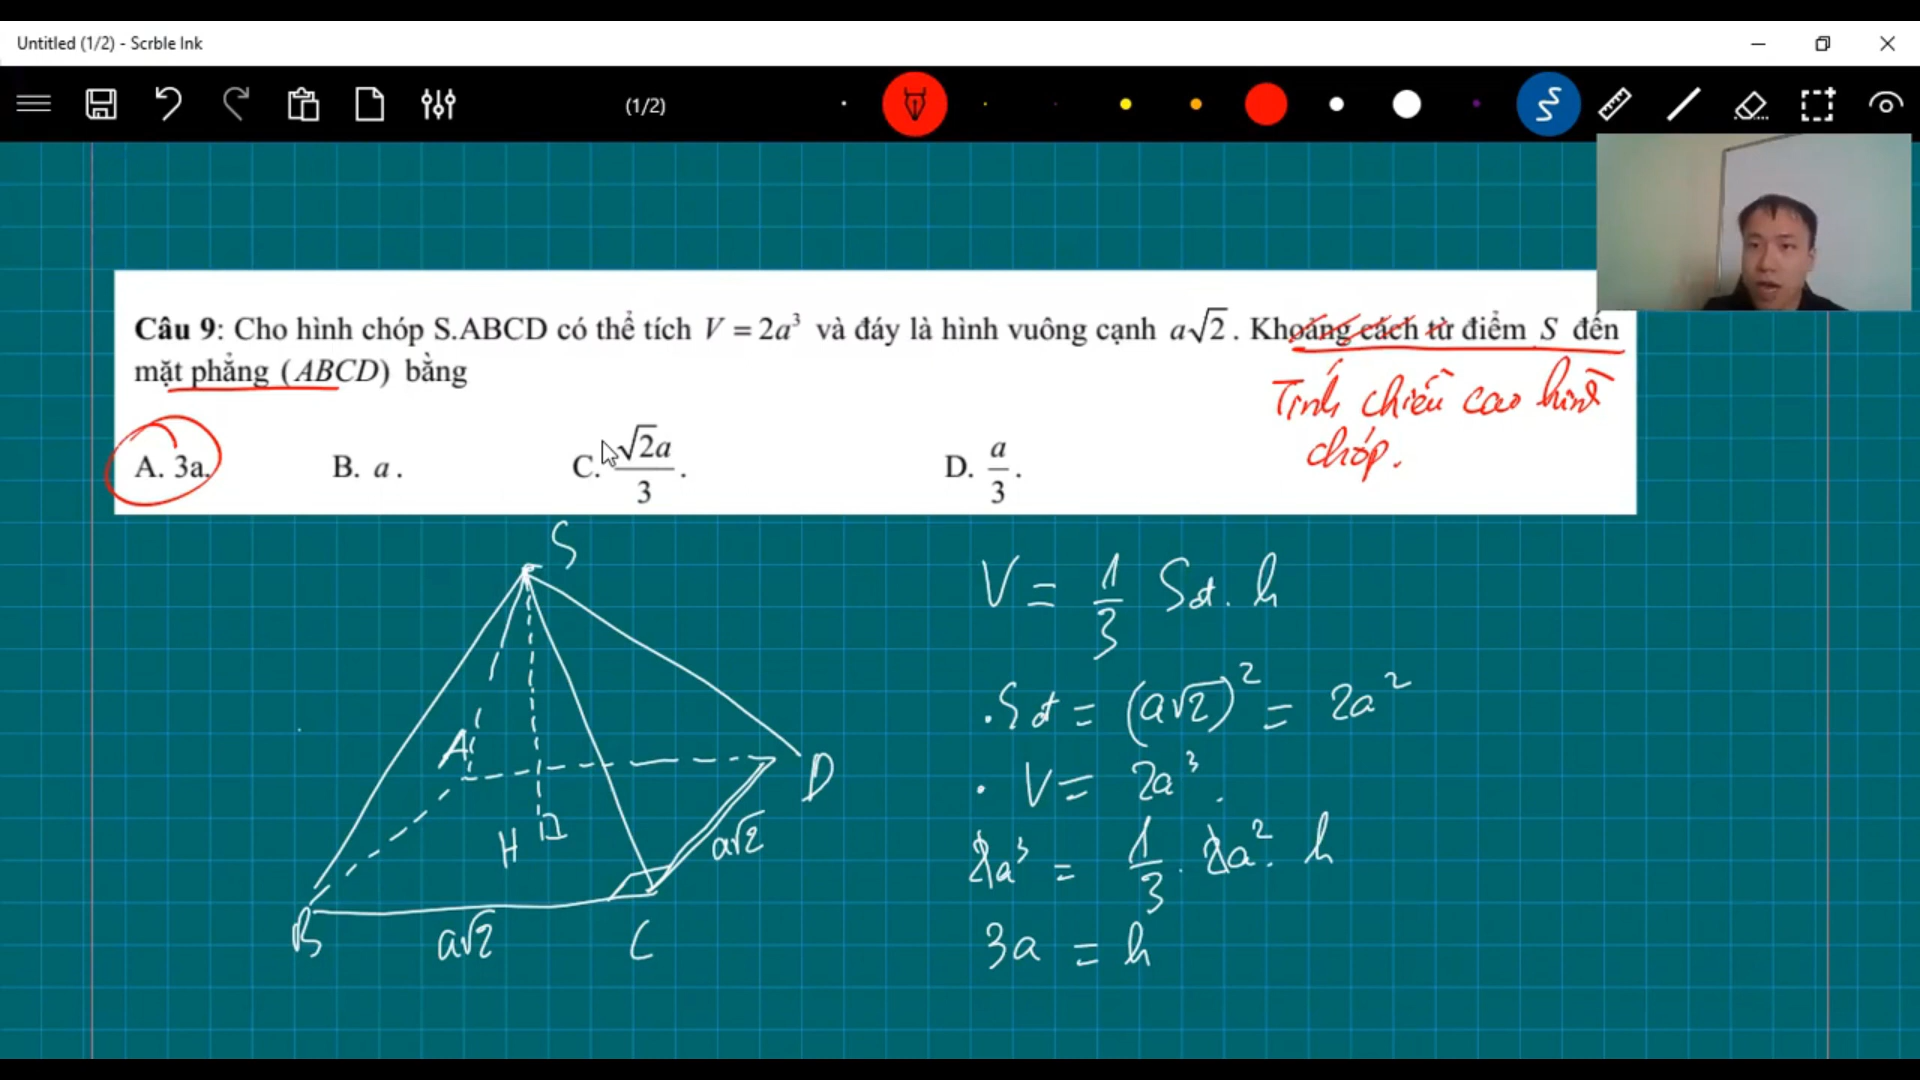 Untitled (1/2) - Scrble Ink
(1/2)
Câu 9: Cho hình chóp S.ABCD có thể tích V = 2a³ và đáy là hình vuông cạnh a√2. Khoảng cách từ điểm S đến
mặt phẳng (ABCD) bằng
Tính chiều cao hình
chóp.
A. 3a. B. a. C. √2a/3. D. a/3.
S
A
D
H
B
C
a√2
a√2
V = 1/3 Sđ. h
. Sđ = (a√2)² = 2a²
. V = 2a³.
2a³ = 1/3 . 2a². h
3a = h